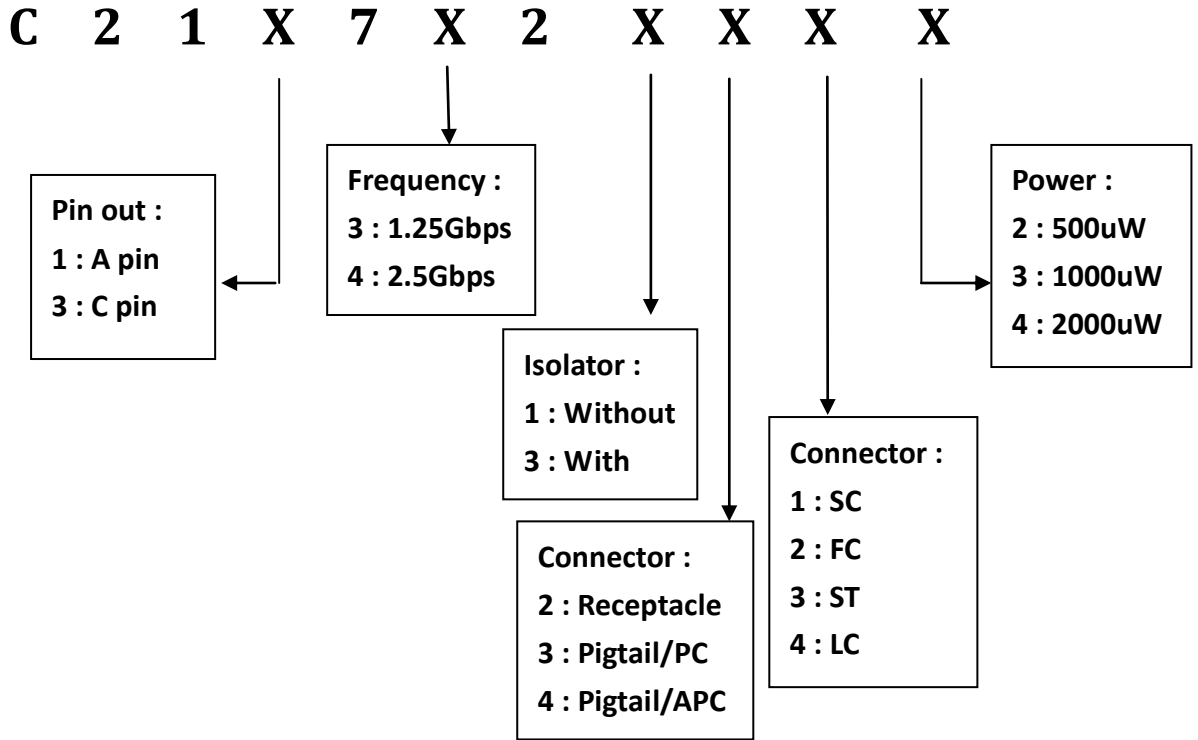 C 2 1 X 7 X 2 X X X X
Pin out :
1 : A pin
3 : C pin
Frequency :
3 : 1.25Gbps
4 : 2.5Gbps
Isolator :
1 : Without
3 : With
Connector :
2 : Receptacle
3 : Pigtail/PC
4 : Pigtail/APC
Connector :
1 : SC
2 : FC
3 : ST
4 : LC
Power :
2 : 500uW
3 : 1000uW
4 : 2000uW